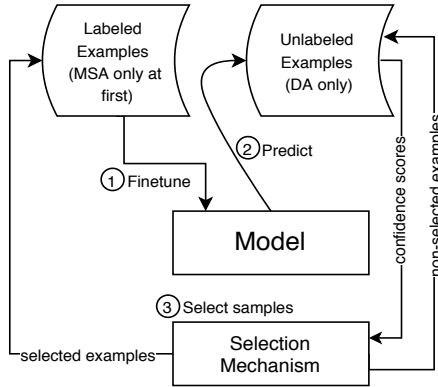 Labeled
Examples
(MSA only at
first)
Unlabeled
Examples
(DA only)
2 Predict
1 Finetune
Model
confidence scores
non-selected examples
3 Select samples
Selection
Mechanism
selected examples